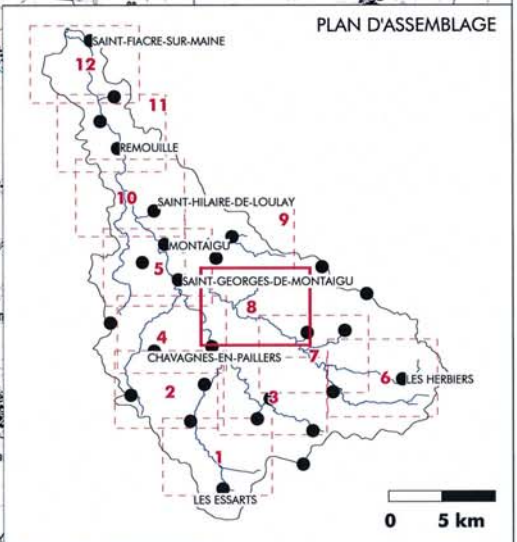 PLAN D'ASSEMBLAGE
SAINT-FIACRE-SUR-MAINE
12
11
REMOUILLE
10
SAINT-HILAIRE-DE-LOULAY
9
MONTAIGU
5
SAINT-GEORGES-DE-MONTAIGU
8
4
CHAVAGNES-EN-PAILLERS
7
6
LES HERBIERS
2
3
1
LES ESSARTS
0 5 km